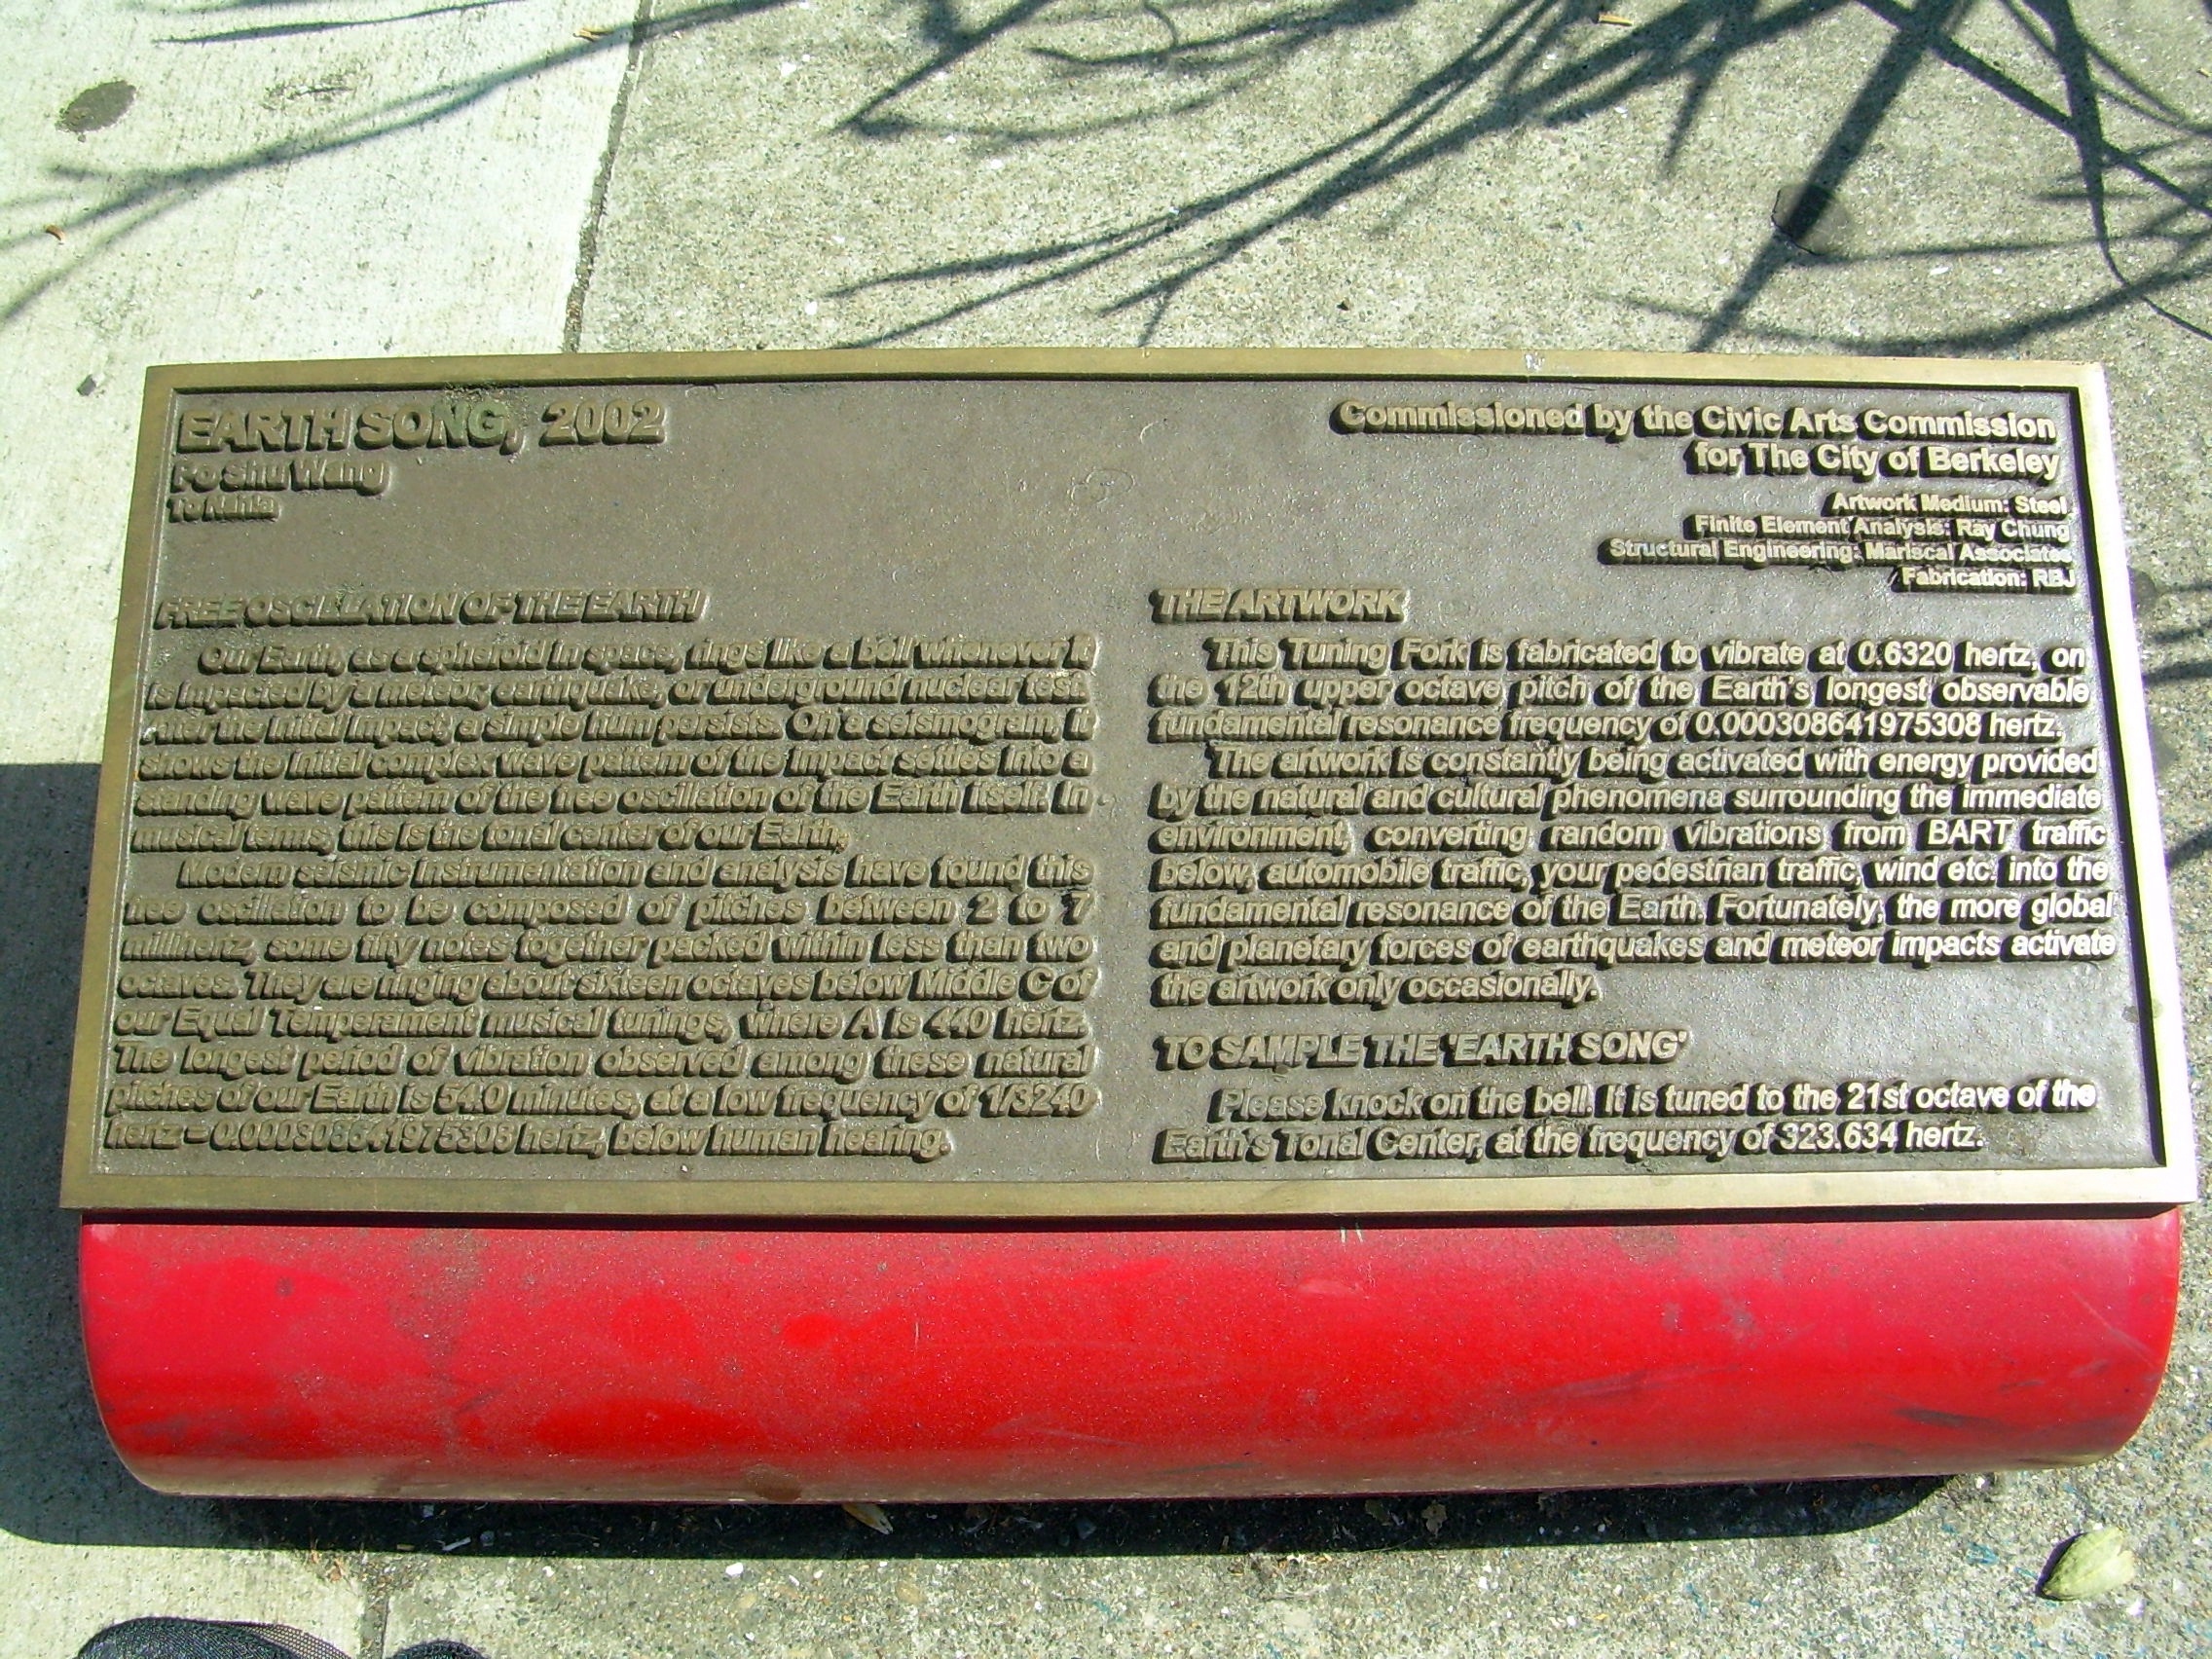 EARTH SONG, 2002
Po Shu Wang
To Nahla
Commissioned by the Civic Arts Commission
for The City of Berkeley
Artwork Medium: Steel
Finite Element Analysis: Ray Chung
Structural Engineering: Mariscal Associates
Fabrication: RBJ
FREE OSCILLATION OF THE EARTH
Our Earth, as a spheroid in space, rings like a bell whenever it
is impacted by a meteor, earthquake, or underground nuclear test.
After the initial impact, a simple hum persists. On a seismogram, it
shows the initial complex wave pattern of the impact settles into a
standing wave pattern of the free oscillation of the Earth itself. In
musical terms, this is the tonal center of our Earth.
Modern seismic instrumentation and analysis have found this
free oscillation to be composed of pitches between 2 to 7
millihertz, some fifty notes together packed within less than two
octaves. They are ringing about sixteen octaves below Middle C of
our Equal Temperament musical tunings, where A is 440 hertz.
The longest period of vibration observed among these natural
pitches of our Earth is 54.0 minutes, at a low frequency of 1/3240
hertz = 0.000308641975308 hertz, below human hearing.
THE ARTWORK
This Tuning Fork is fabricated to vibrate at 0.6320 hertz, on
the 12th upper octave pitch of the Earth's longest observable
fundamental resonance frequency of 0.000308641975308 hertz.
The artwork is constantly being activated with energy provided
by the natural and cultural phenomena surrounding the immediate
environment, converting random vibrations from BART traffic
below, automobile traffic, your pedestrian traffic, wind etc. into the
fundamental resonance of the Earth. Fortunately, the more global
and planetary forces of earthquakes and meteor impacts activate
the artwork only occasionally.
TO SAMPLE THE 'EARTH SONG'
Please knock on the bell. It is tuned to the 21st octave of the
Earth's Tonal Center, at the frequency of 323.634 hertz.